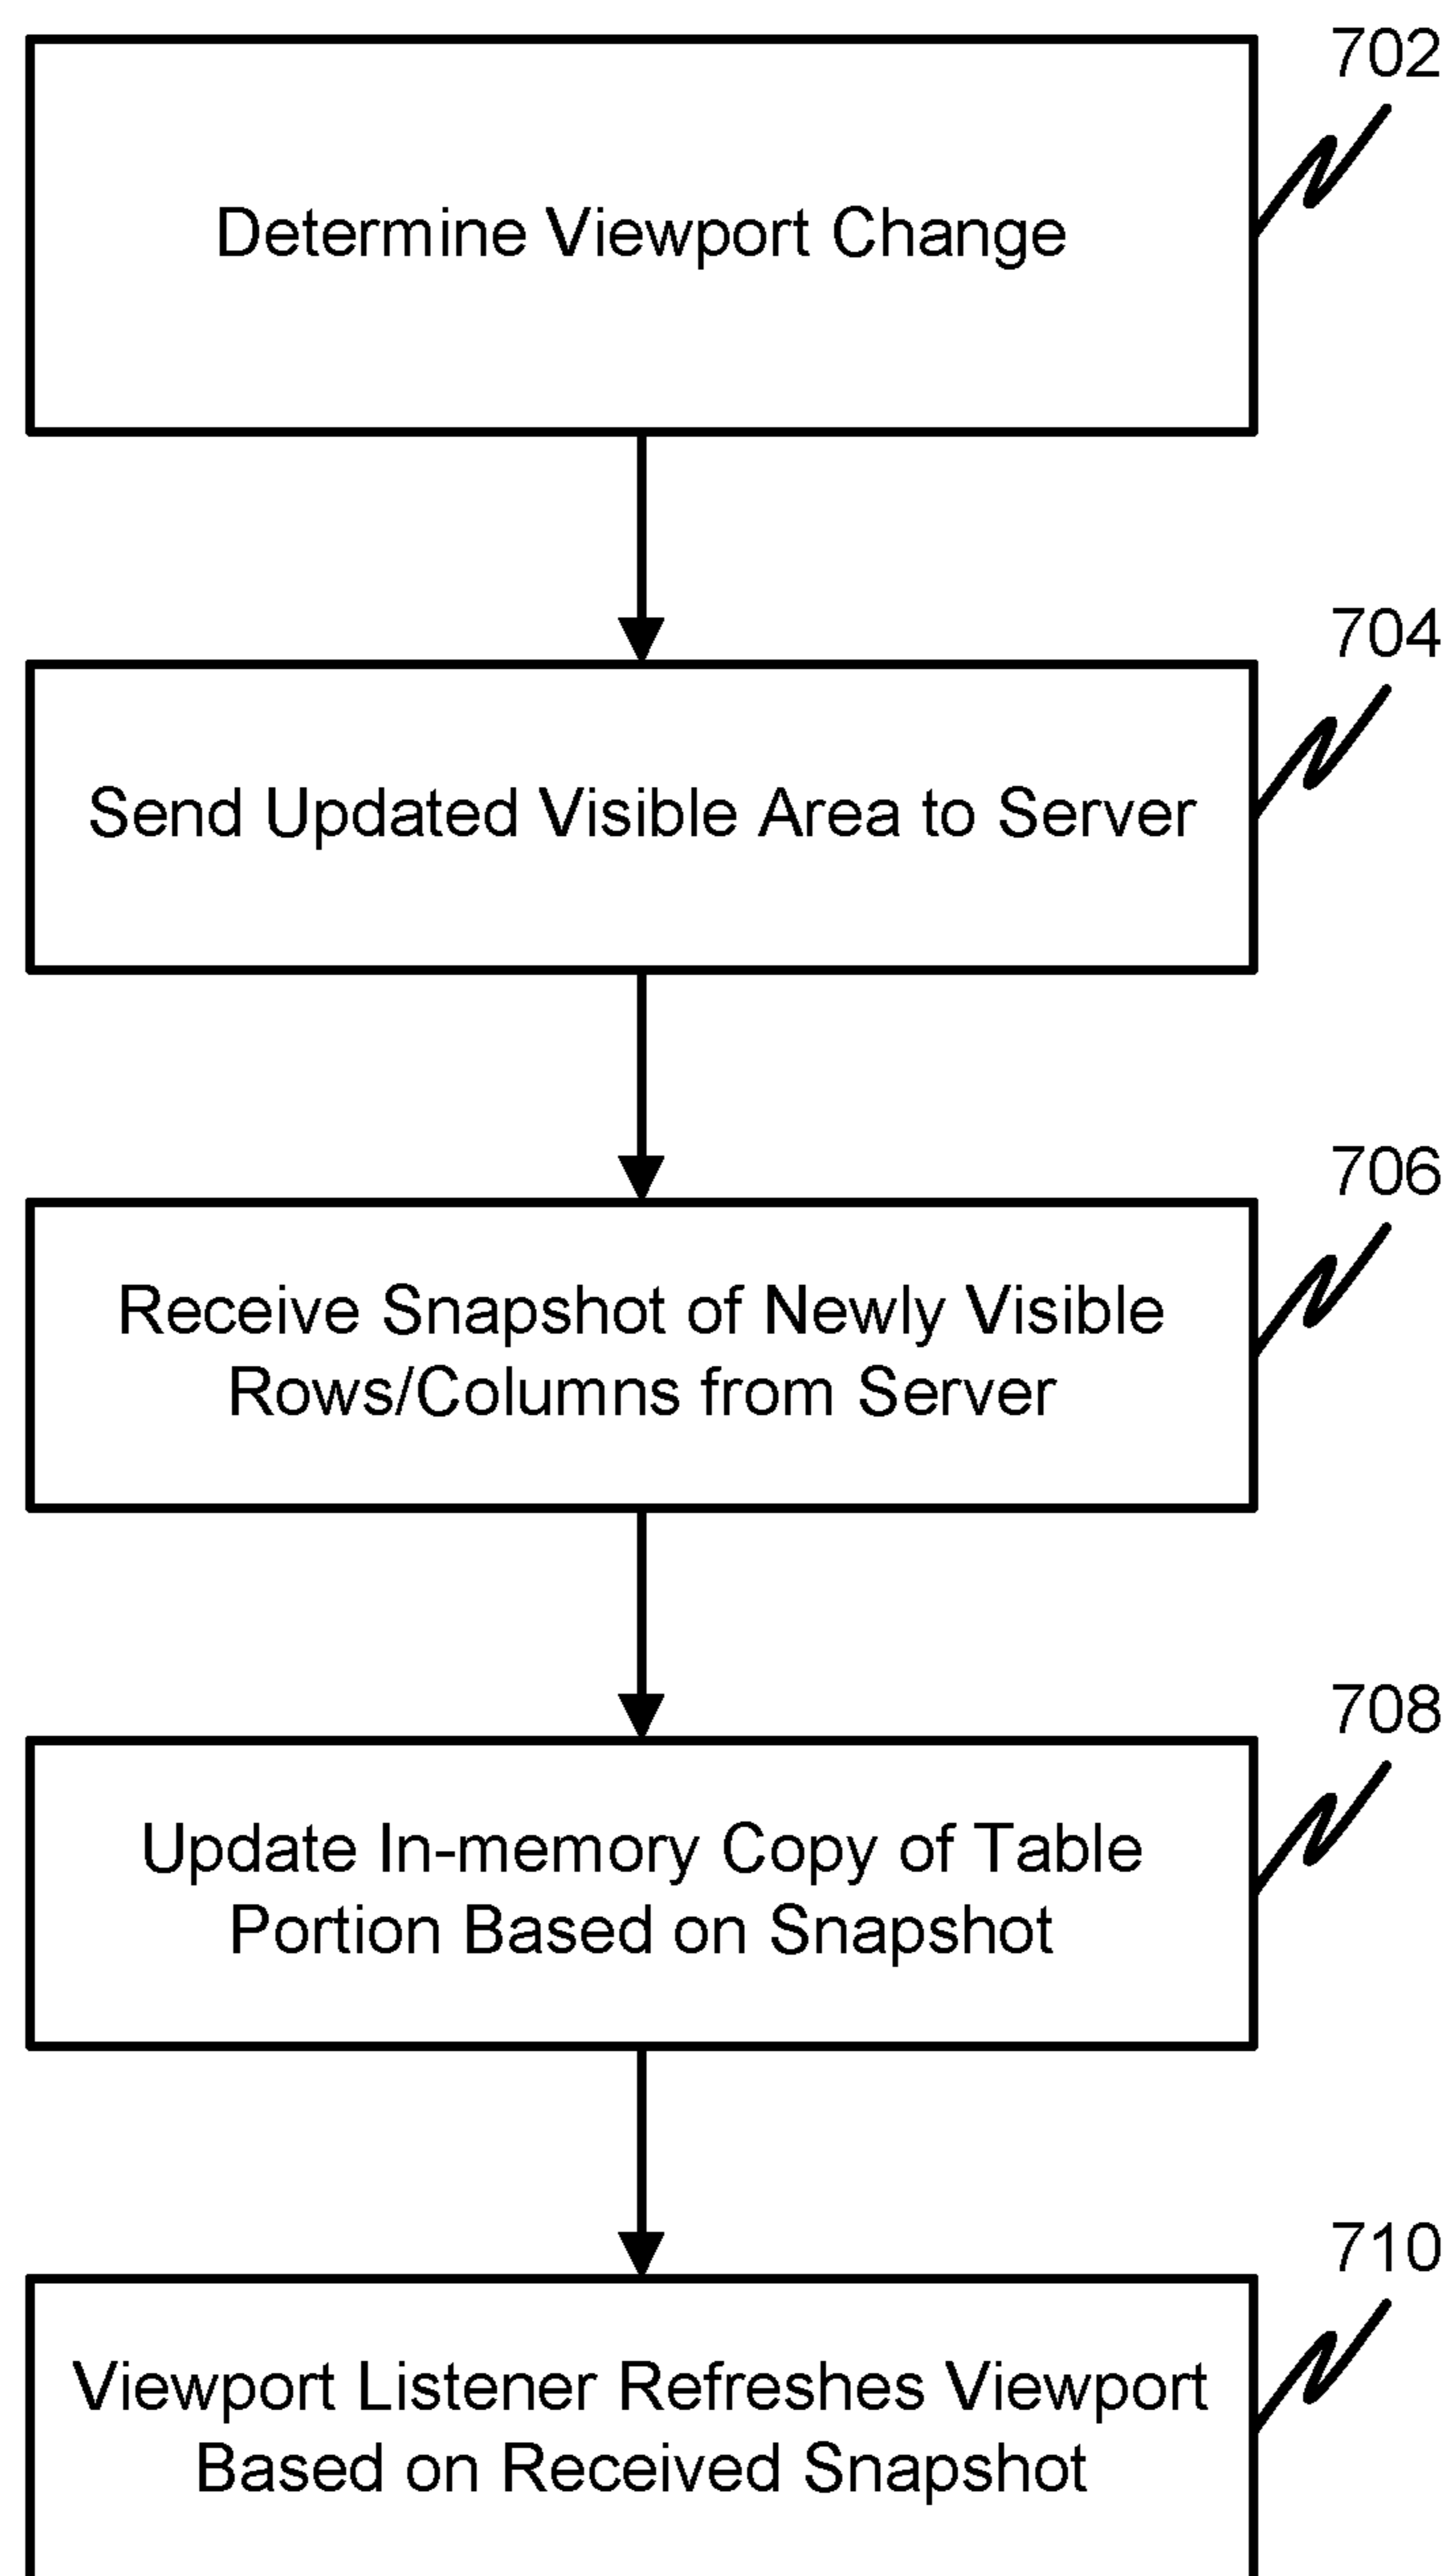 702
Determine Viewport Change
704
Send Updated Visible Area to Server
706
Receive Snapshot of Newly Visible
Rows/Columns from Server
708
Update In-memory Copy of Table
Portion Based on Snapshot
710
Viewport Listener Refreshes Viewport
Based on Received Snapshot